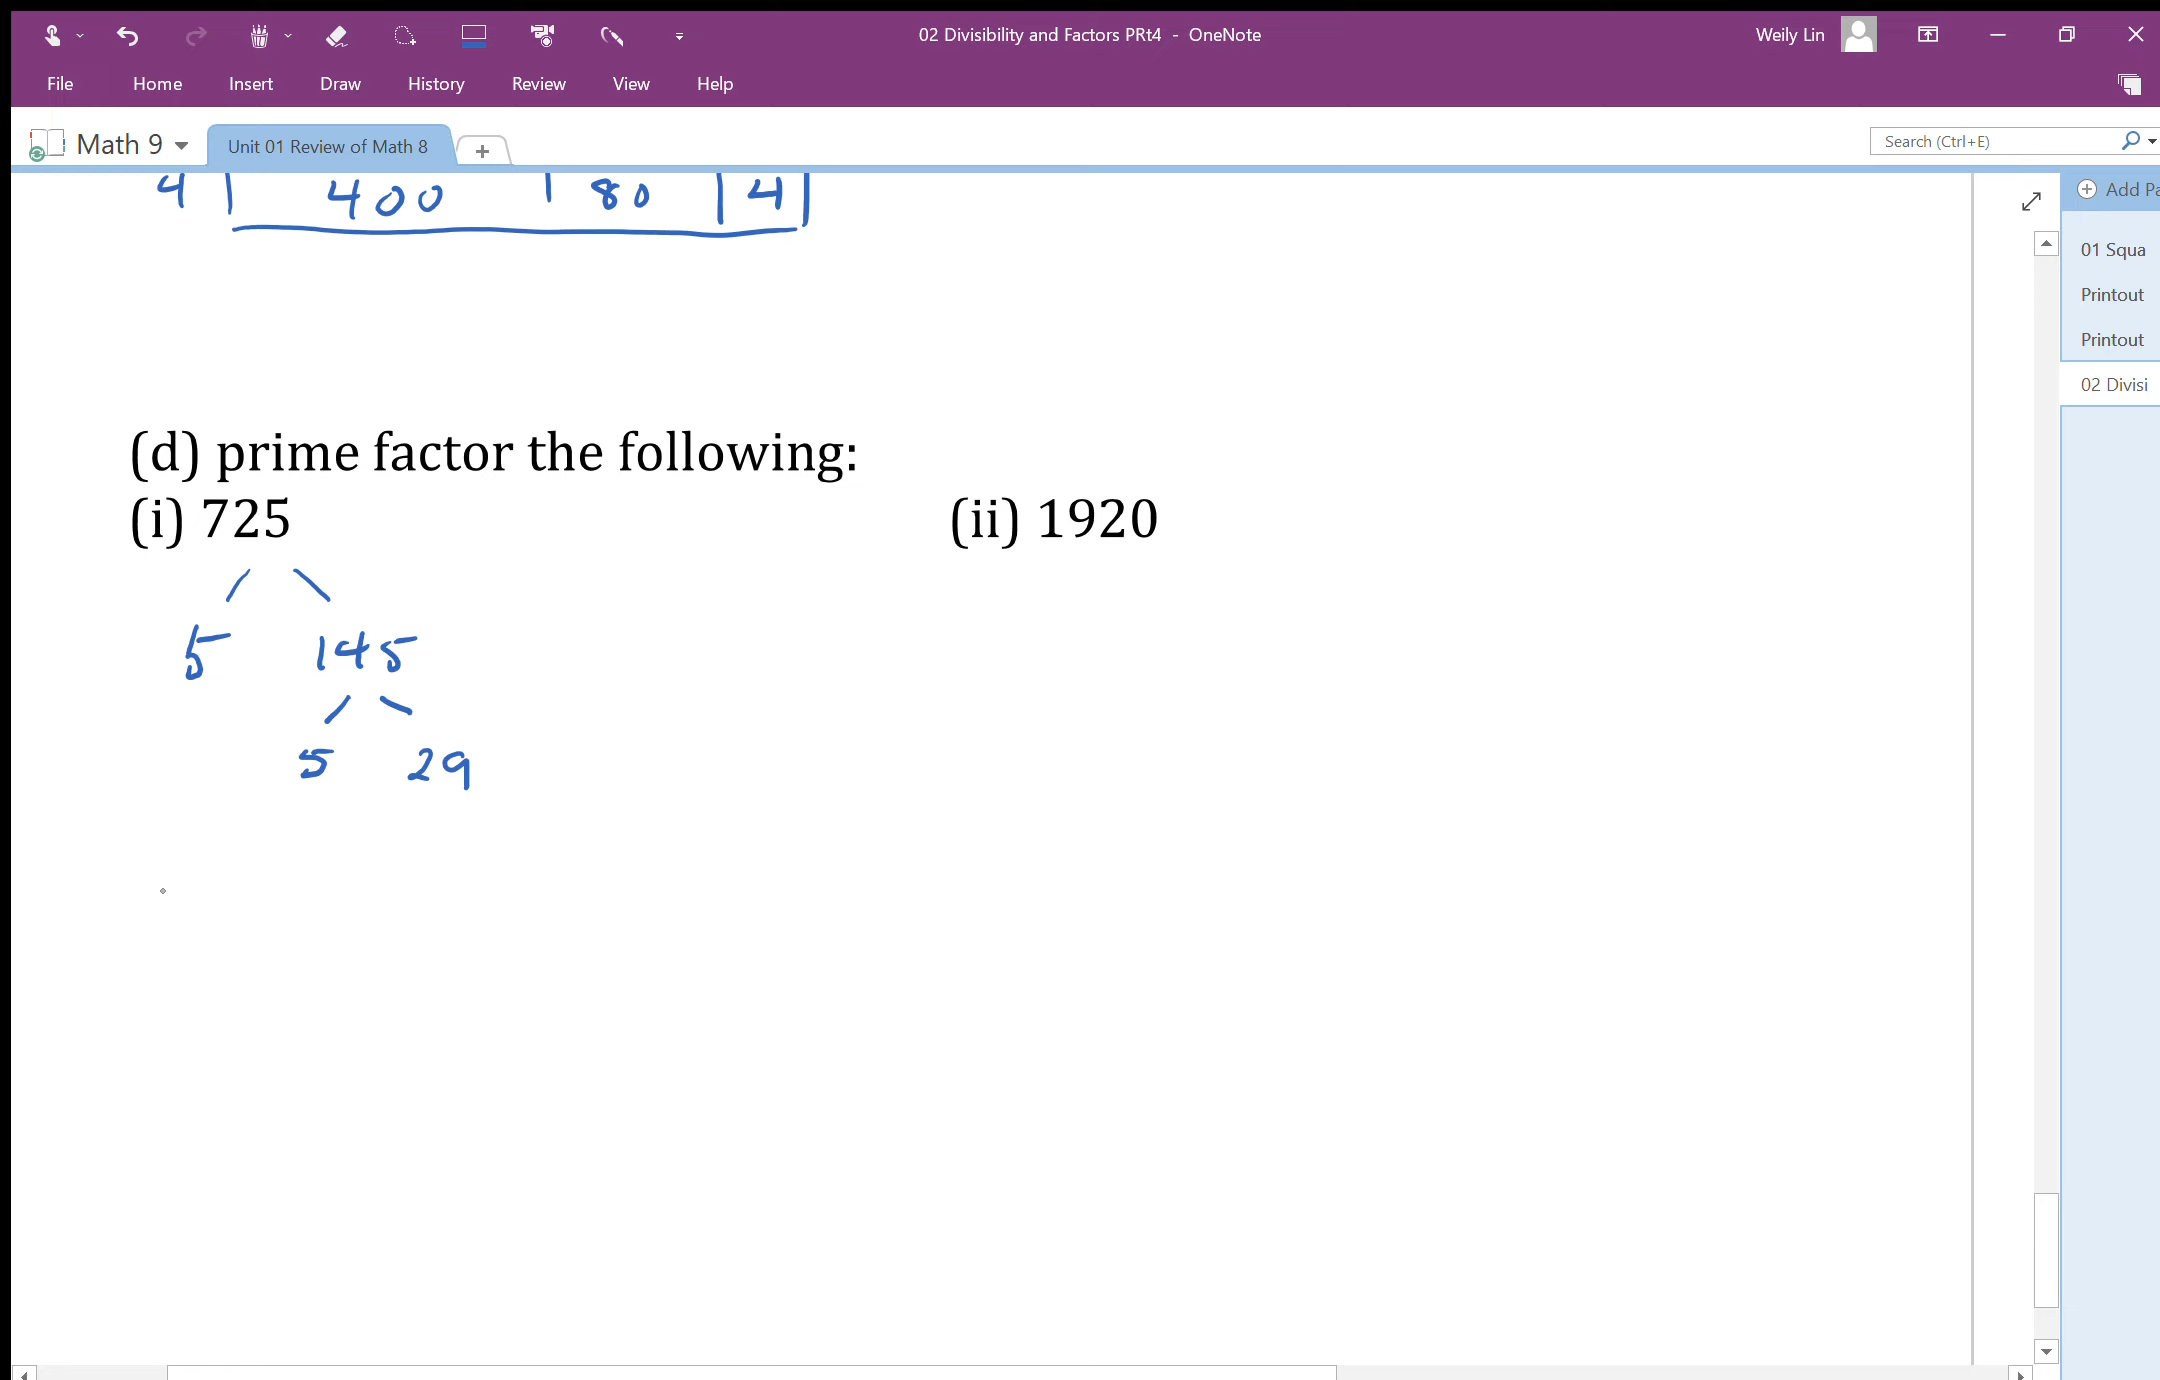 02 Divisibility and Factors PRt4 - OneNote
Weily Lin
File Home Insert Draw History Review View Help
Math 9
Unit 01 Review of Math 8
+
Search (Ctrl+E)
Add Pa
01 Squa
Printout
Printout
02 Divisi
4 400 80 4
(d) prime factor the following:
(i) 725
(ii) 1920
5 145
5 29